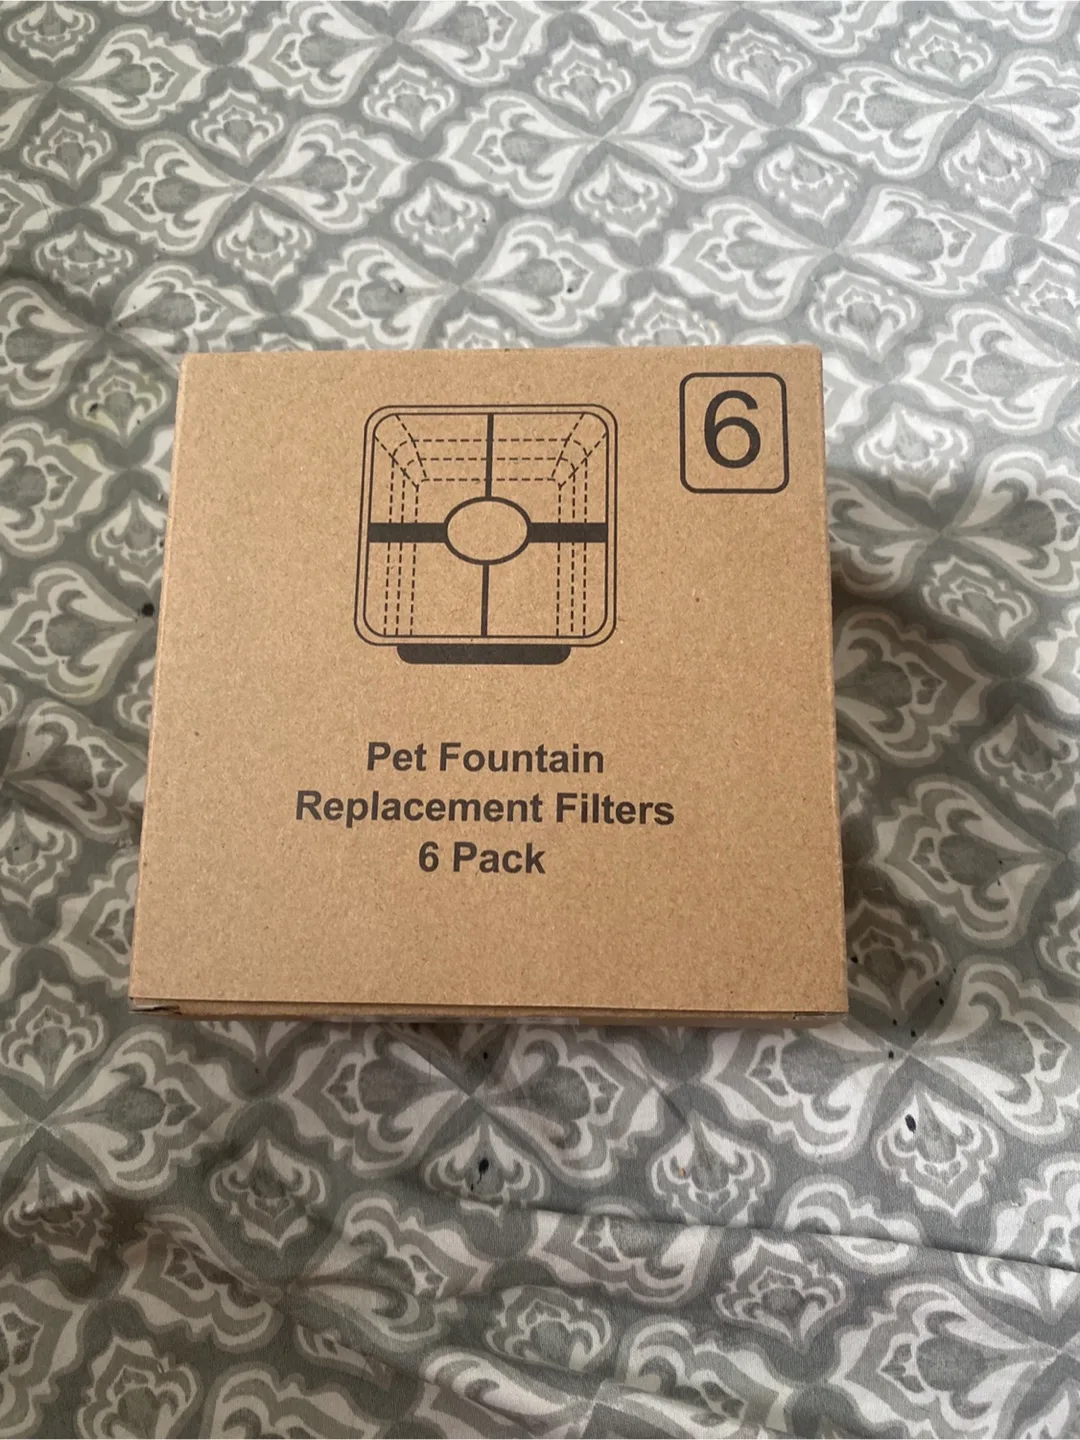 6
Pet Fountain
Replacement Filters
6 Pack